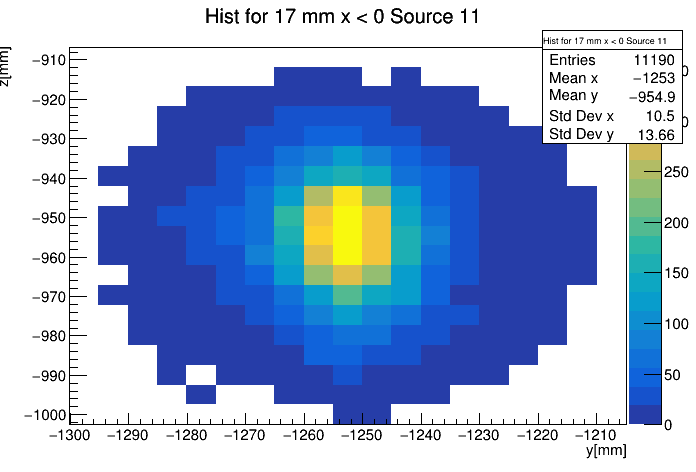 Hist for 17 mm x < 0 Source 11
z[mm]
Hist for 17 mm x < 0 Source 11
Entries 11190
Mean x −1253
Mean y −954.9
Std Dev x 10.5
Std Dev y 13.66
−910
−920
−930
−940
−950
−960
−970
−980
−990
−1000
−1300 −1290 −1280 −1270 −1260 −1250 −1240 −1230 −1220 −1210
y[mm]
250
200
150
100
50
0